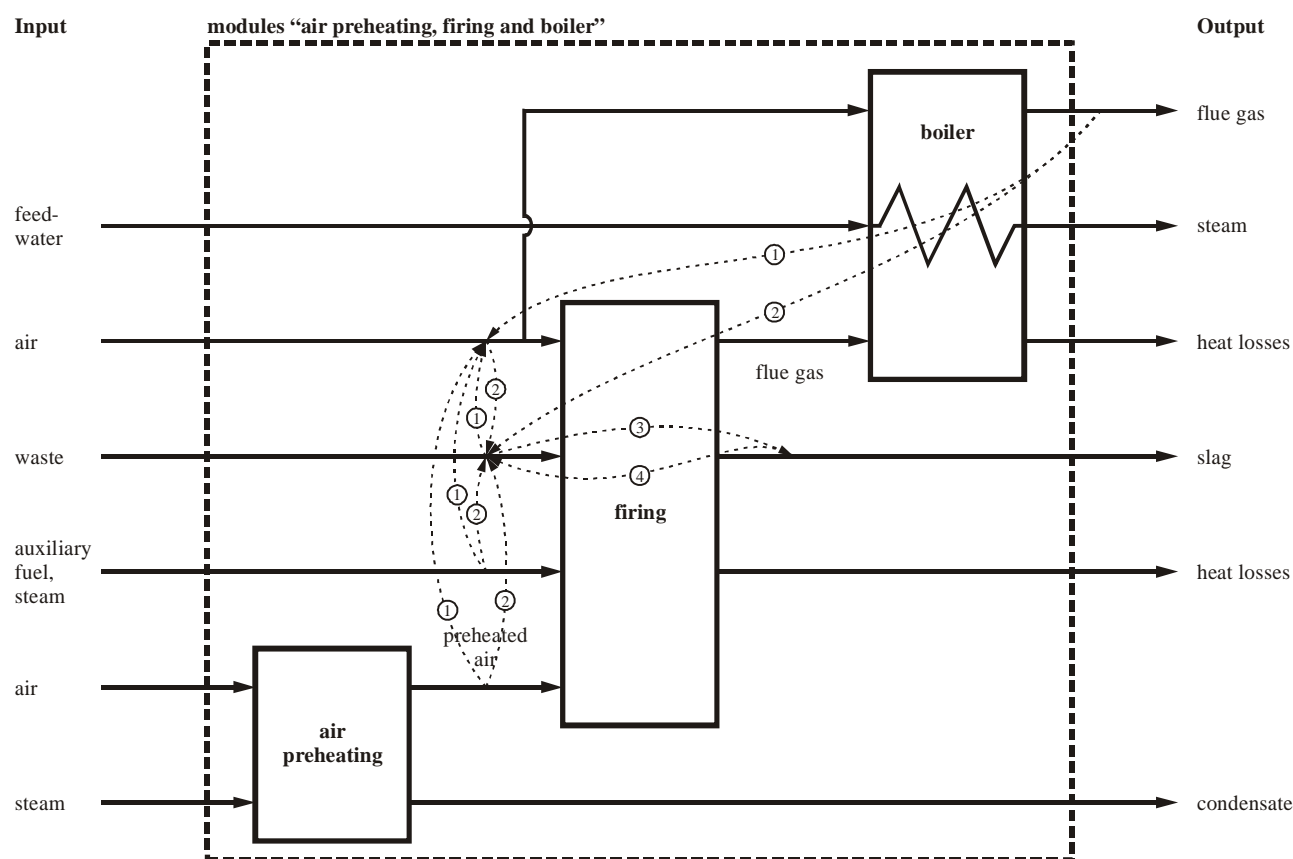 Input
modules “air preheating, firing and boiler”
Output
flue gas
boiler
feed-
water
steam
1
2
air
heat losses
flue gas
2
1
3
waste
slag
4
1
2
firing
auxiliary
fuel,
steam
heat losses
2
1
preheated
air
air
air
preheating
steam
condensate